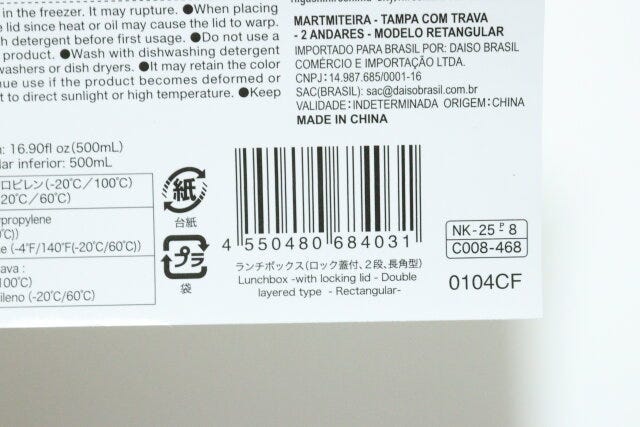 in the freezer. It may rupture. ●When placing
e lid since heat or oil may cause the lid to warp.
h detergent before first usage. ●Do not use a
product. ●Wash with dishwashing detergent
washers or dish dryers. ●It may retain the color
nue use if the product becomes deformed or
t to direct sunlight or high temperature. ●Keep
MARTMITEIRA - TAMPA COM TRAVA
- 2 ANDARES - MODELO RETANGULAR
IMPORTADO PARA BRASIL POR: DAISO BRASIL
COMÉRCIO E IMPORTAÇÃO LTDA.
CNPJ: 14.987.685/0001-16
SAC(BRASIL): sac@daisobrasil.com.br
VALIDADE: INDETERMINADA ORIGEM: CHINA
MADE IN CHINA
n: 16.90fl oz(500mL)
lar inferior: 500mL
ロピレン(-20℃／100℃)
20℃／60℃)
ypropylene
℃))
e (-4°F/140°F(-20℃/60℃))
ava :
100℃)
ileno (-20℃/60℃)
紙
台紙
プラ
袋
4 550480 684031
ランチボックス(ロック蓋付、2段、長角型)
Lunchbox -with locking lid - Double
layered type - Rectangular-
NK-25 P 8
C008-468
0104CF